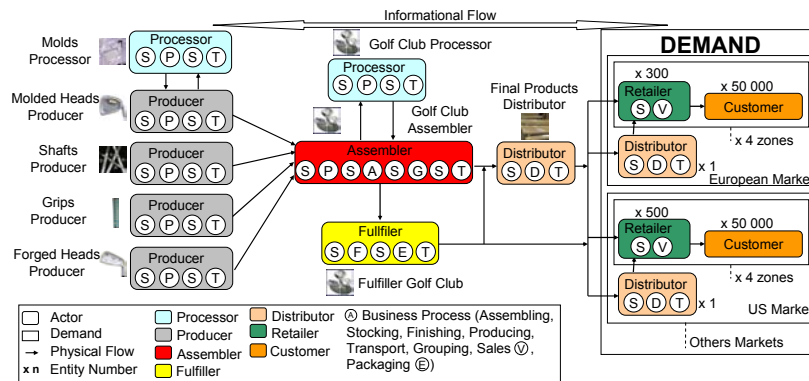 Informational Flow
DEMAND
Molds
Processor
Processor
S P S T
Golf Club Processor
Processor
S P S T
Molded Heads
Producer
Producer
S P S T
Golf Club
Assembler
Final Products
Distributor
Shafts
Producer
Producer
S P S T
Assembler
S P S A S G S T
Distributor
S D T
Grips
Producer
Producer
S P S T
Forged Heads
Producer
Producer
S P S T
Fullfiler
S F S E T
Fulfiller Golf Club
x 300
Retailer
S V
x 50 000
Customer
x 4 zones
Distributor
S D T
x 1
European Marke
x 500
Retailer
S V
x 50 000
Customer
x 4 zones
Distributor
S D T
x 1
US Marke
Others Markets
Actor
Demand
Physical Flow
x n Entity Number
Processor
Producer
Assembler
Fulfiller
Distributor
Retailer
Customer
A Business Process (Assembling,
Stocking, Finishing, Producing,
Transport, Grouping, Sales V ,
Packaging E )